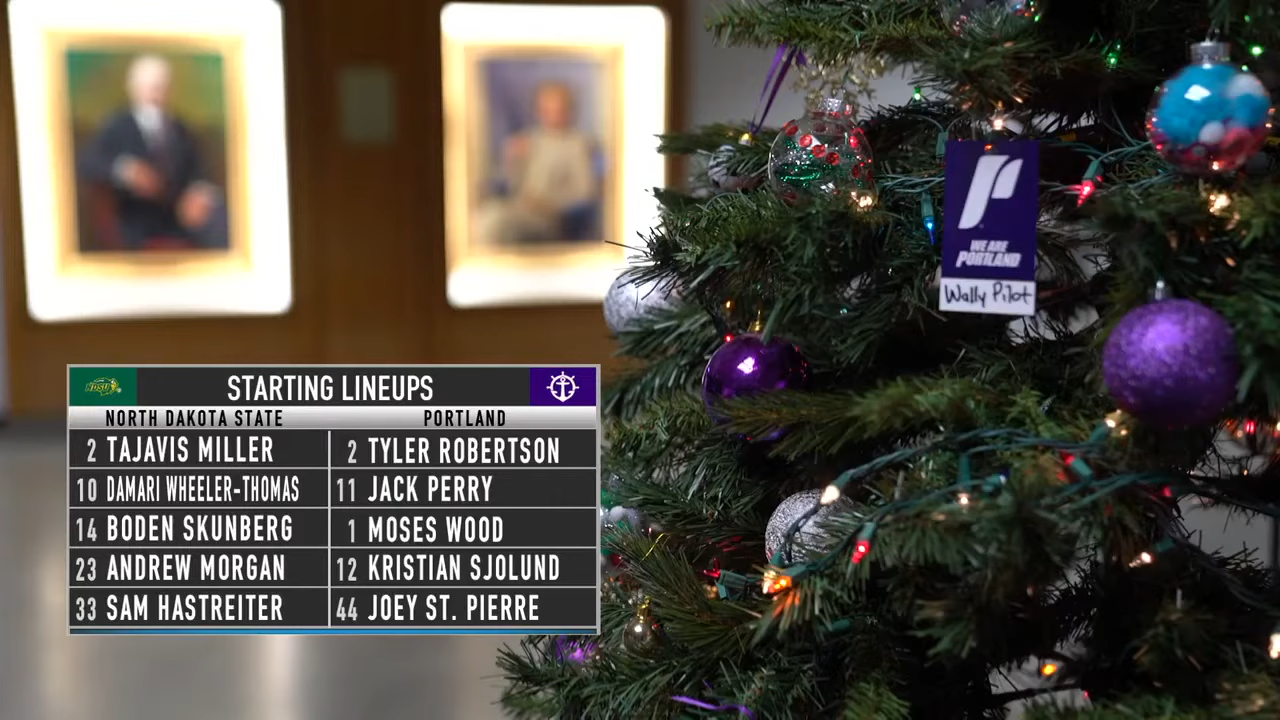 WE ARE
PORTLAND
Wally Pilot
NDSU
STARTING LINEUPS
NORTH DAKOTA STATE PORTLAND
2 TAJAVIS MILLER 2 TYLER ROBERTSON
10 DAMARI WHEELER-THOMAS 11 JACK PERRY
14 BODEN SKUNBERG 1 MOSES WOOD
23 ANDREW MORGAN 12 KRISTIAN SJOLUND
33 SAM HASTREITER 44 JOEY ST. PIERRE